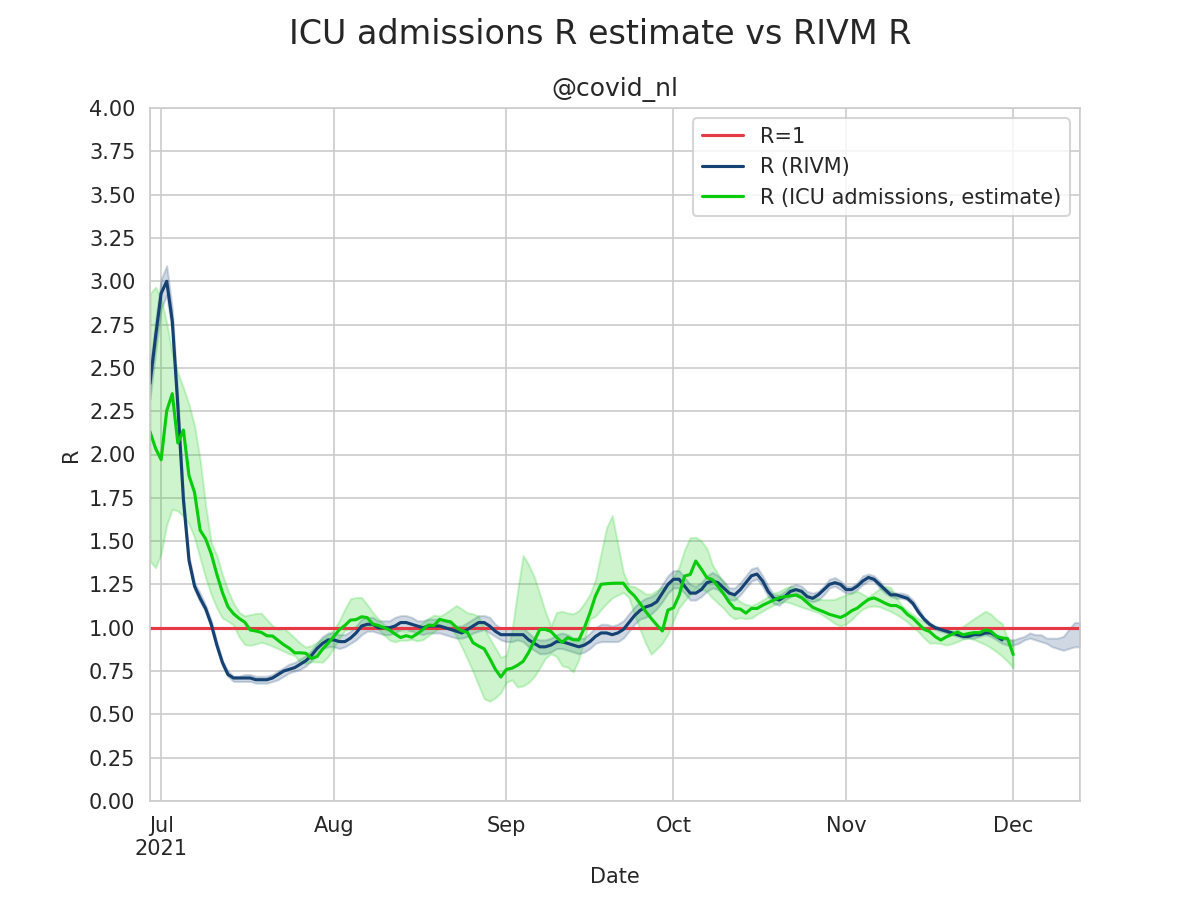 ICU admissions R estimate vs RIVM R
@covid_nl
4.00
3.75
3.50
3.25
3.00
2.75
2.50
2.25
2.00
1.75
1.50
1.25
1.00
0.75
0.50
0.25
0.00
R
R=1
R (RIVM)
R (ICU admissions, estimate)
Jul Aug Sep Oct Nov Dec
2021
Date